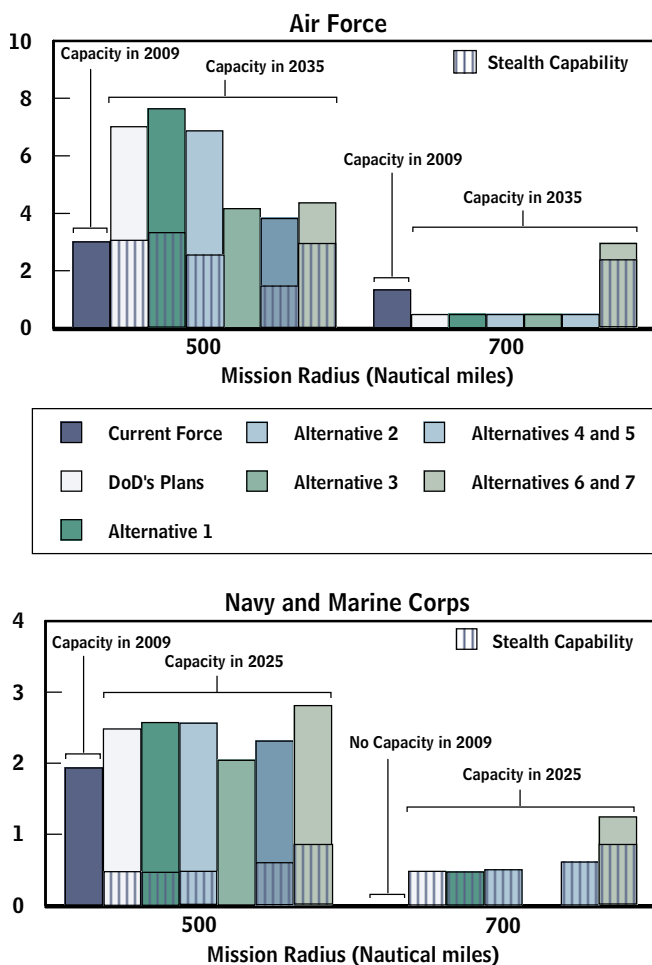 Air Force
10
8
6
4
2
0
Capacity in 2009
Capacity in 2035
Stealth Capability
Capacity in 2009
Capacity in 2035
500
700
Mission Radius (Nautical miles)
Current Force
Alternative 2
Alternatives 4 and 5
DoD's Plans
Alternative 3
Alternatives 6 and 7
Alternative 1
Navy and Marine Corps
4
3
2
1
0
Capacity in 2009
Capacity in 2025
Stealth Capability
No Capacity in 2009
Capacity in 2025
500
700
Mission Radius (Nautical miles)